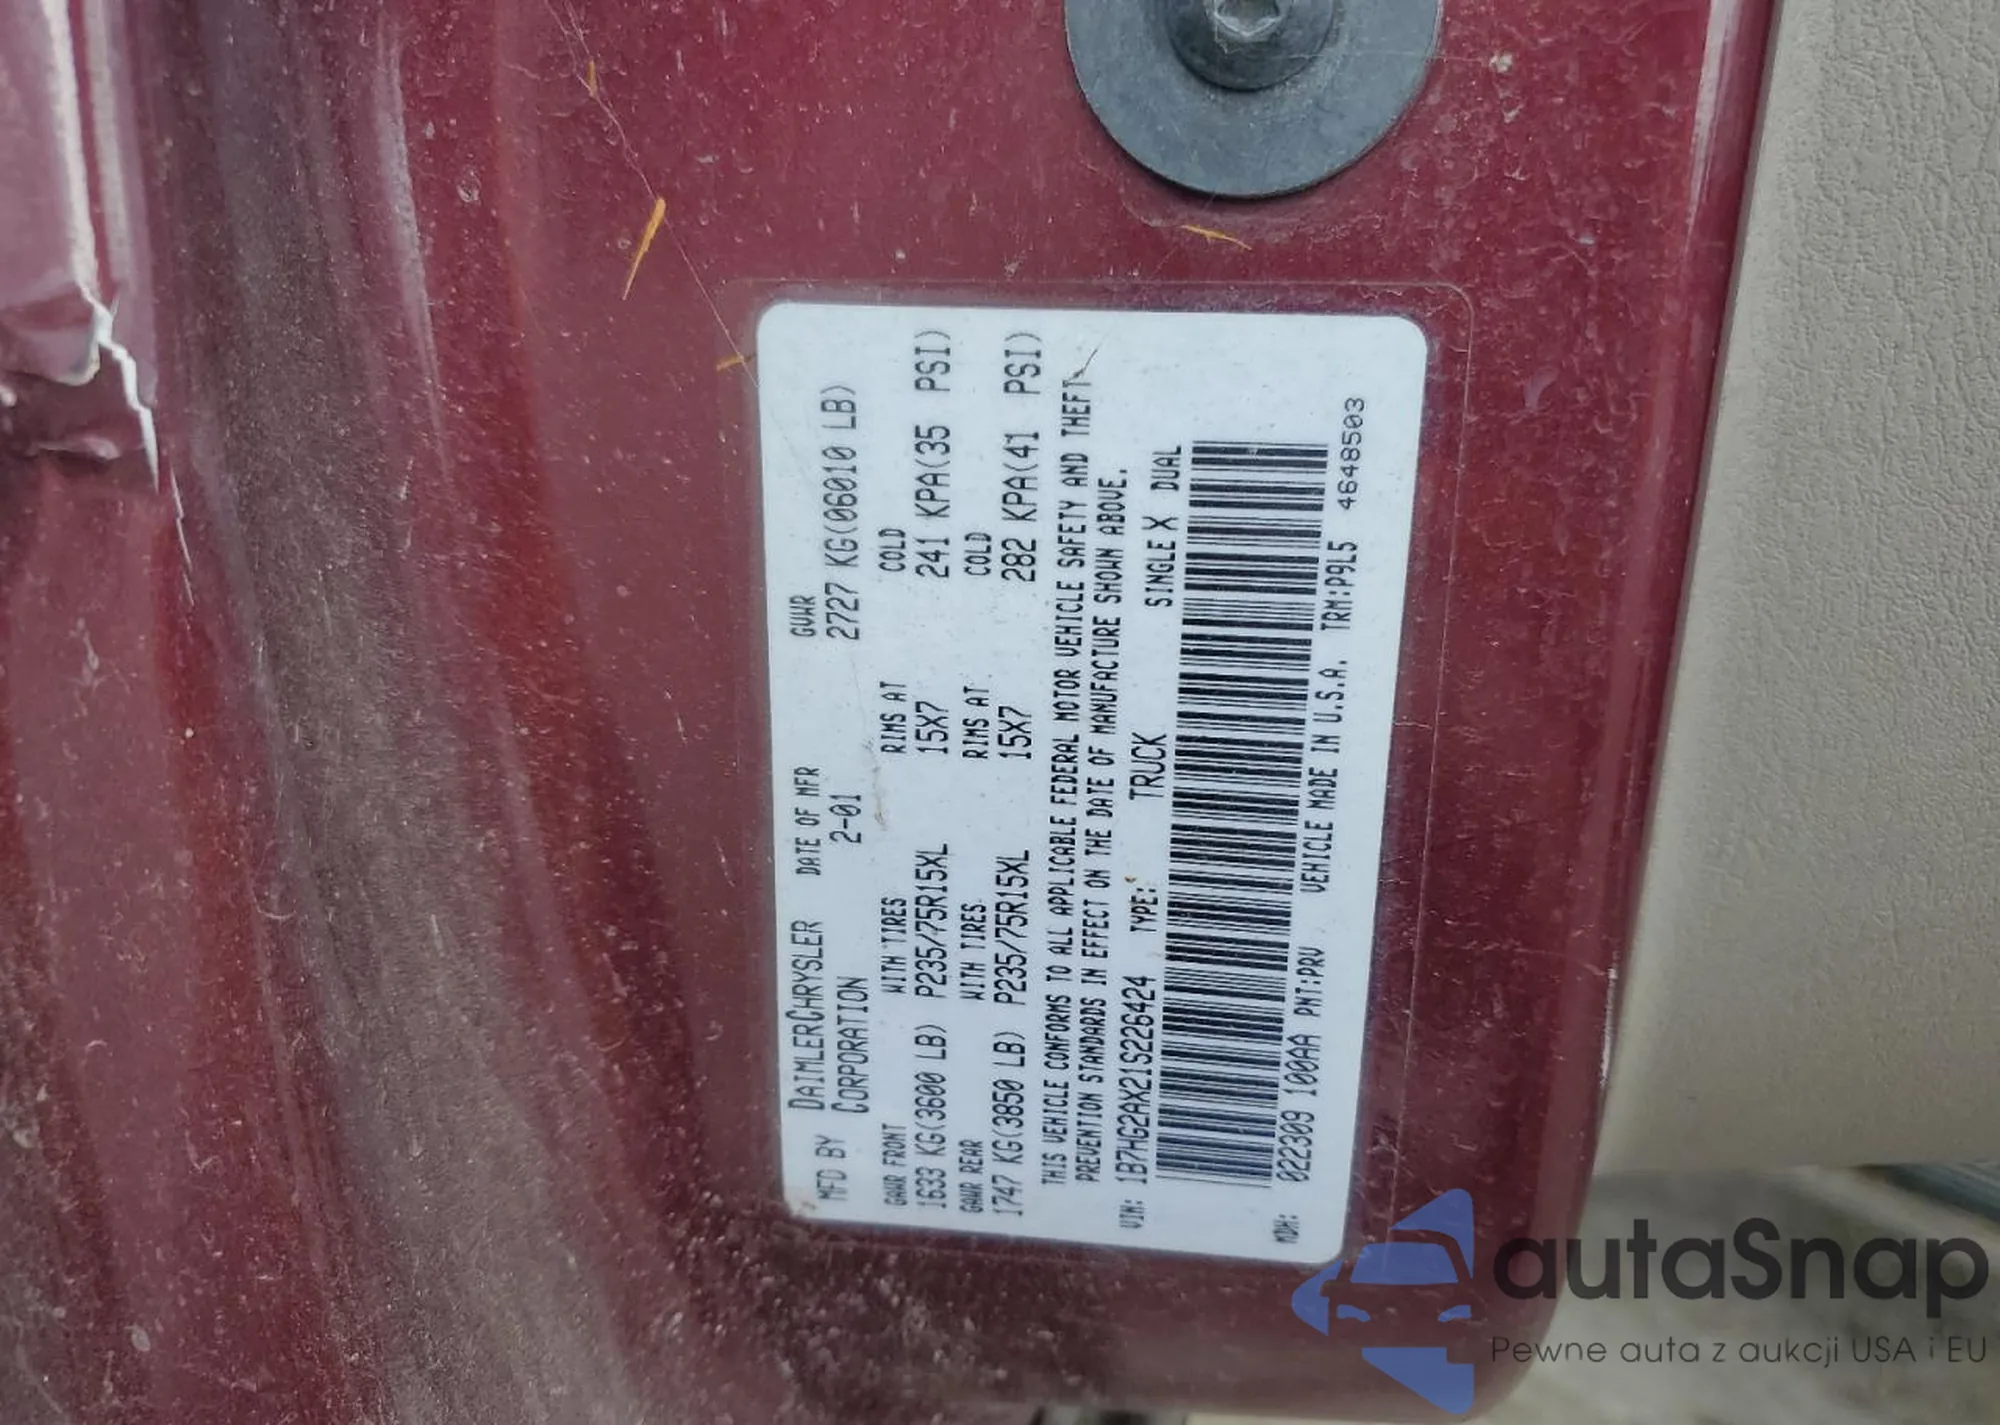 MFD BY DAIMLERCHRYSLER CORPORATION DATE OF MFR 2-01 GVWR 2727 KG(06010 LB)
GAWR FRONT WITH TIRES RIMS AT COLD
1633 KG(3600 LB) P235/75R15XL 15X7 241 KPA(35 PSI)
GAWR REAR WITH TIRES RIMS AT COLD
1747 KG(3850 LB) P235/75R15XL 15X7 282 KPA(41 PSI)
THIS VEHICLE CONFORMS TO ALL APPLICABLE FEDERAL MOTOR VEHICLE SAFETY AND THEFT
PREVENTION STANDARDS IN EFFECT ON THE DATE OF MANUFACTURE SHOWN ABOVE.
VIN: 1B7HG2AX21S226424 TYPE: TRUCK SINGLE X DUAL
MDH: 022309 100AA PNT:PRV VEHICLE MADE IN U.S.A. TRM:P9L5 4648503
autaSnap
Pewne auta z aukcji USA i EU